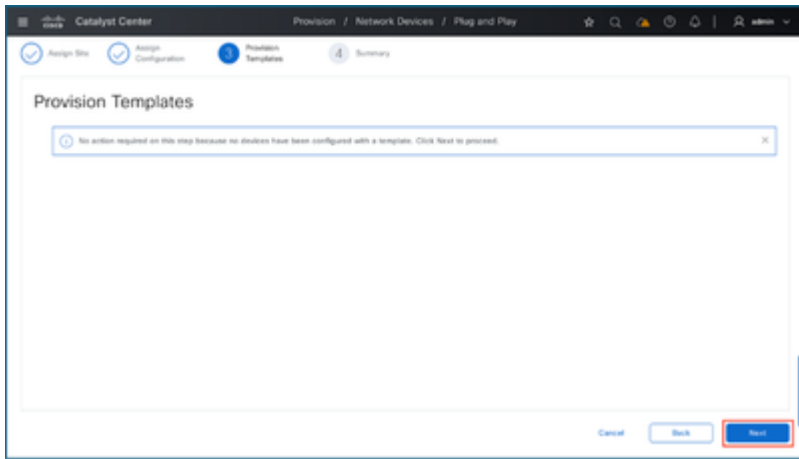 cisco Catalyst Center Provision / Network Devices / Plug and Play admin
Assign Site
Assign
Configuration
3 Provision
Templates
4 Summary
Provision Templates
No action required on this step because no devices have been configured with a template. Click Next to proceed.
Cancel Back Next